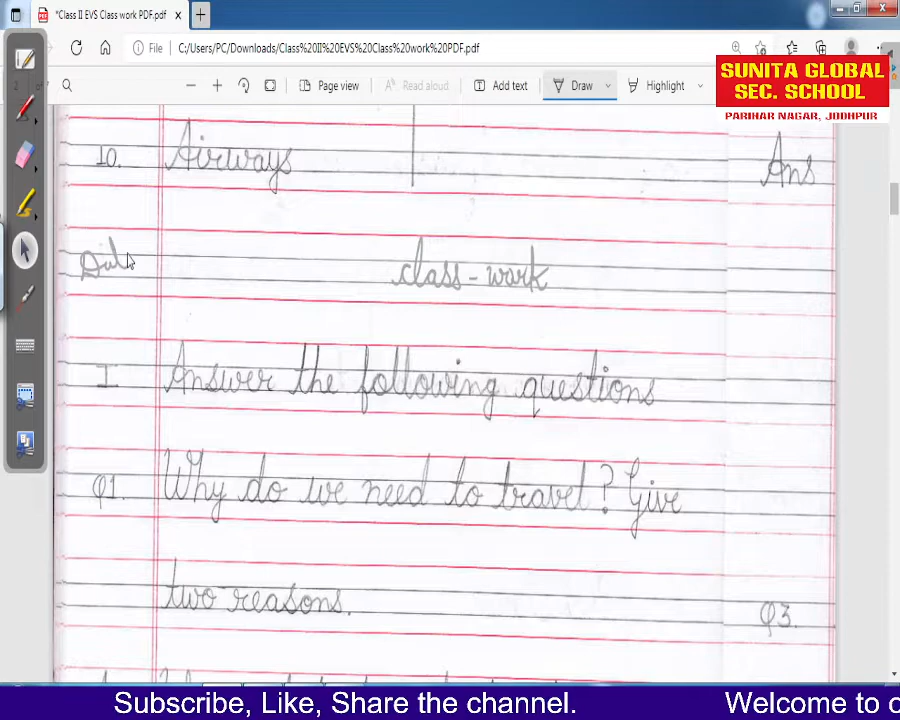 *Class II EVS Class work PDF.pdf
File C:/Users/PC/Downloads/Class%20II%20EVS%20Class%20work%20PDF.pdf
Page view Read aloud Add text Draw Highlight
SUNITA GLOBAL
SEC. SCHOOL
PARIHAR NAGAR, JODHPUR
10. Airways
Ans
class-work
I Answer the following questions
Q1. Why do we need to travel? Give
two reasons.
Q3.
Subscribe, Like, Share the channel. Welcome to